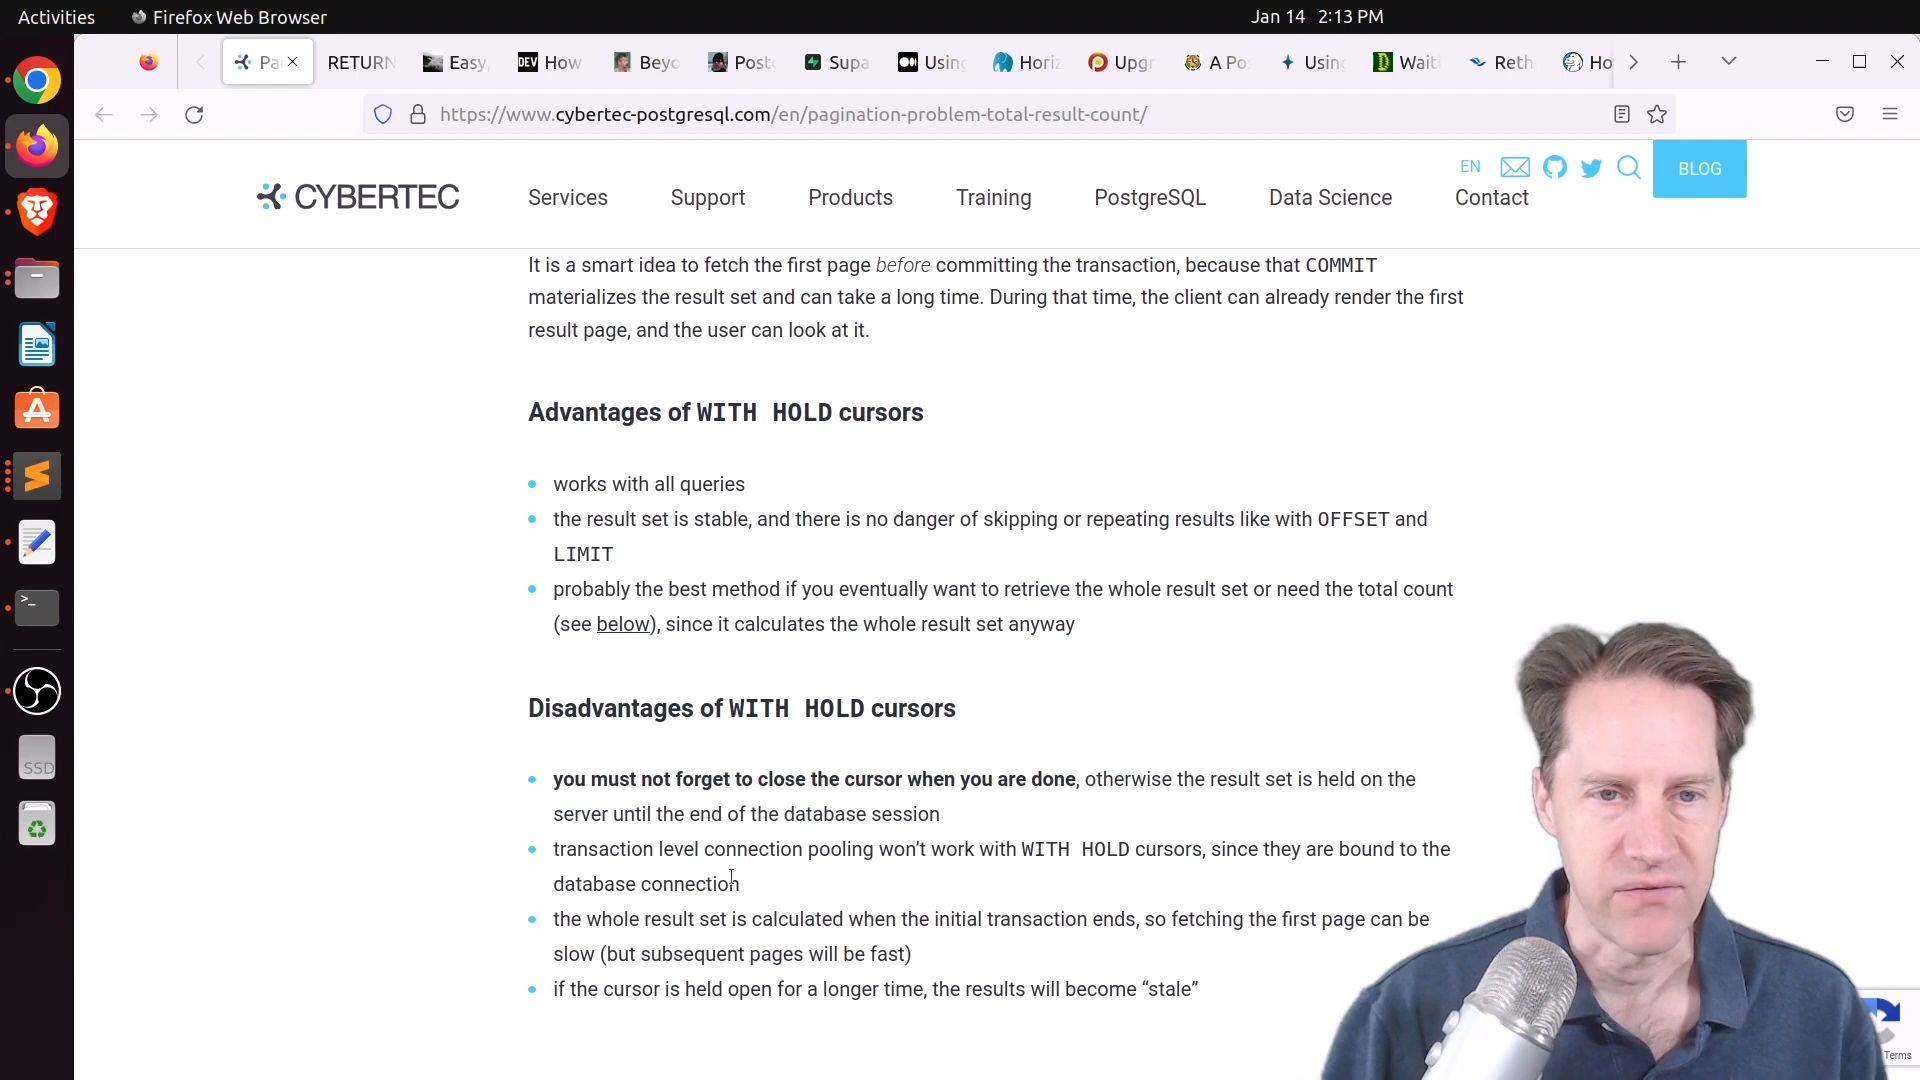 Activities
Firefox Web Browser
Jan 14 2:13 PM
Pa
RETURN
Easy,
DEV How
Beyo
Post
Supa
Using
Horiz
Upgr
A Po
Using
Wait
Reth
Ho
https://www.cybertec-postgresql.com/en/pagination-problem-total-result-count/
EN
BLOG
CYBERTEC
Services
Support
Products
Training
PostgreSQL
Data Science
Contact
It is a smart idea to fetch the first page before committing the transaction, because that COMMIT
materializes the result set and can take a long time. During that time, the client can already render the first
result page, and the user can look at it.
Advantages of WITH HOLD cursors
works with all queries
the result set is stable, and there is no danger of skipping or repeating results like with OFFSET and
LIMIT
probably the best method if you eventually want to retrieve the whole result set or need the total count
(see below), since it calculates the whole result set anyway
Disadvantages of WITH HOLD cursors
you must not forget to close the cursor when you are done, otherwise the result set is held on the
server until the end of the database session
transaction level connection pooling won’t work with WITH HOLD cursors, since they are bound to the
database connection
the whole result set is calculated when the initial transaction ends, so fetching the first page can be
slow (but subsequent pages will be fast)
if the cursor is held open for a longer time, the results will become “stale”
SSD
Terms